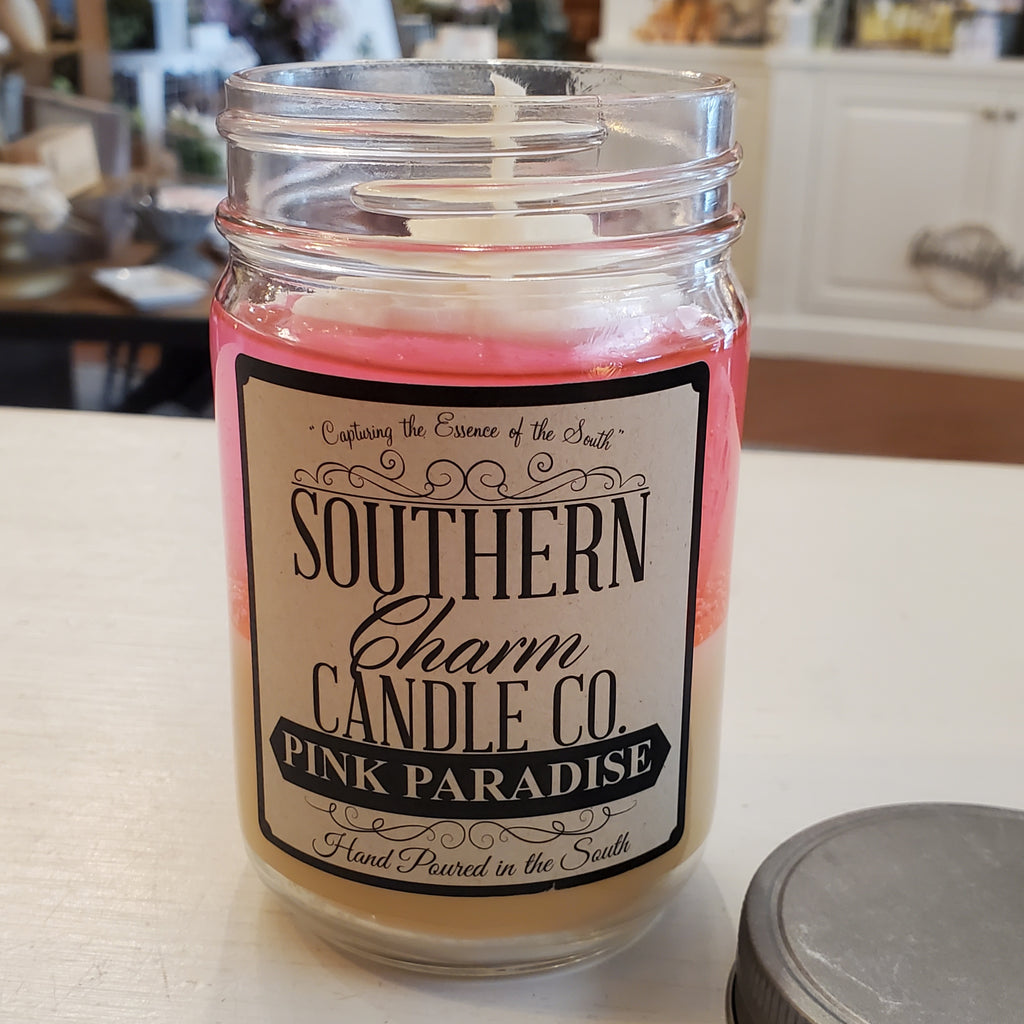 "Capturing the Essence of the South"
SOUTHERN
Charm
CANDLE CO.
PINK PARADISE
Hand Poured in the South